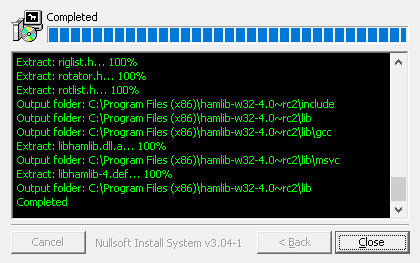 Completed
Extract: riglist.h... 100%
Extract: rotator.h... 100%
Extract: rotlist.h... 100%
Output folder: C:\Program Files (x86)\hamlib-w32-4.0~rc2\include
Output folder: C:\Program Files (x86)\hamlib-w32-4.0~rc2\lib
Output folder: C:\Program Files (x86)\hamlib-w32-4.0~rc2\lib\gcc
Extract: libhamlib.dll.a... 100%
Output folder: C:\Program Files (x86)\hamlib-w32-4.0~rc2\lib\msvc
Extract: libhamlib-4.def... 100%
Output folder: C:\Program Files (x86)\hamlib-w32-4.0~rc2\lib
Completed
Cancel Nullsoft Install System v3.04-1 < Back Close